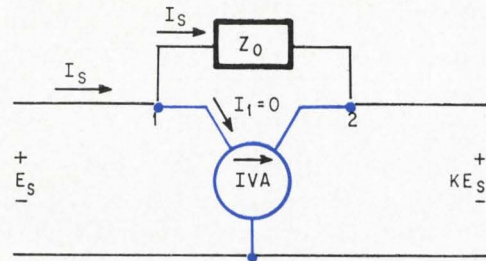 I_S
Z_0
I_S
1
I_1=0
2
+
E_S
-
IVA
+
KE_S
-